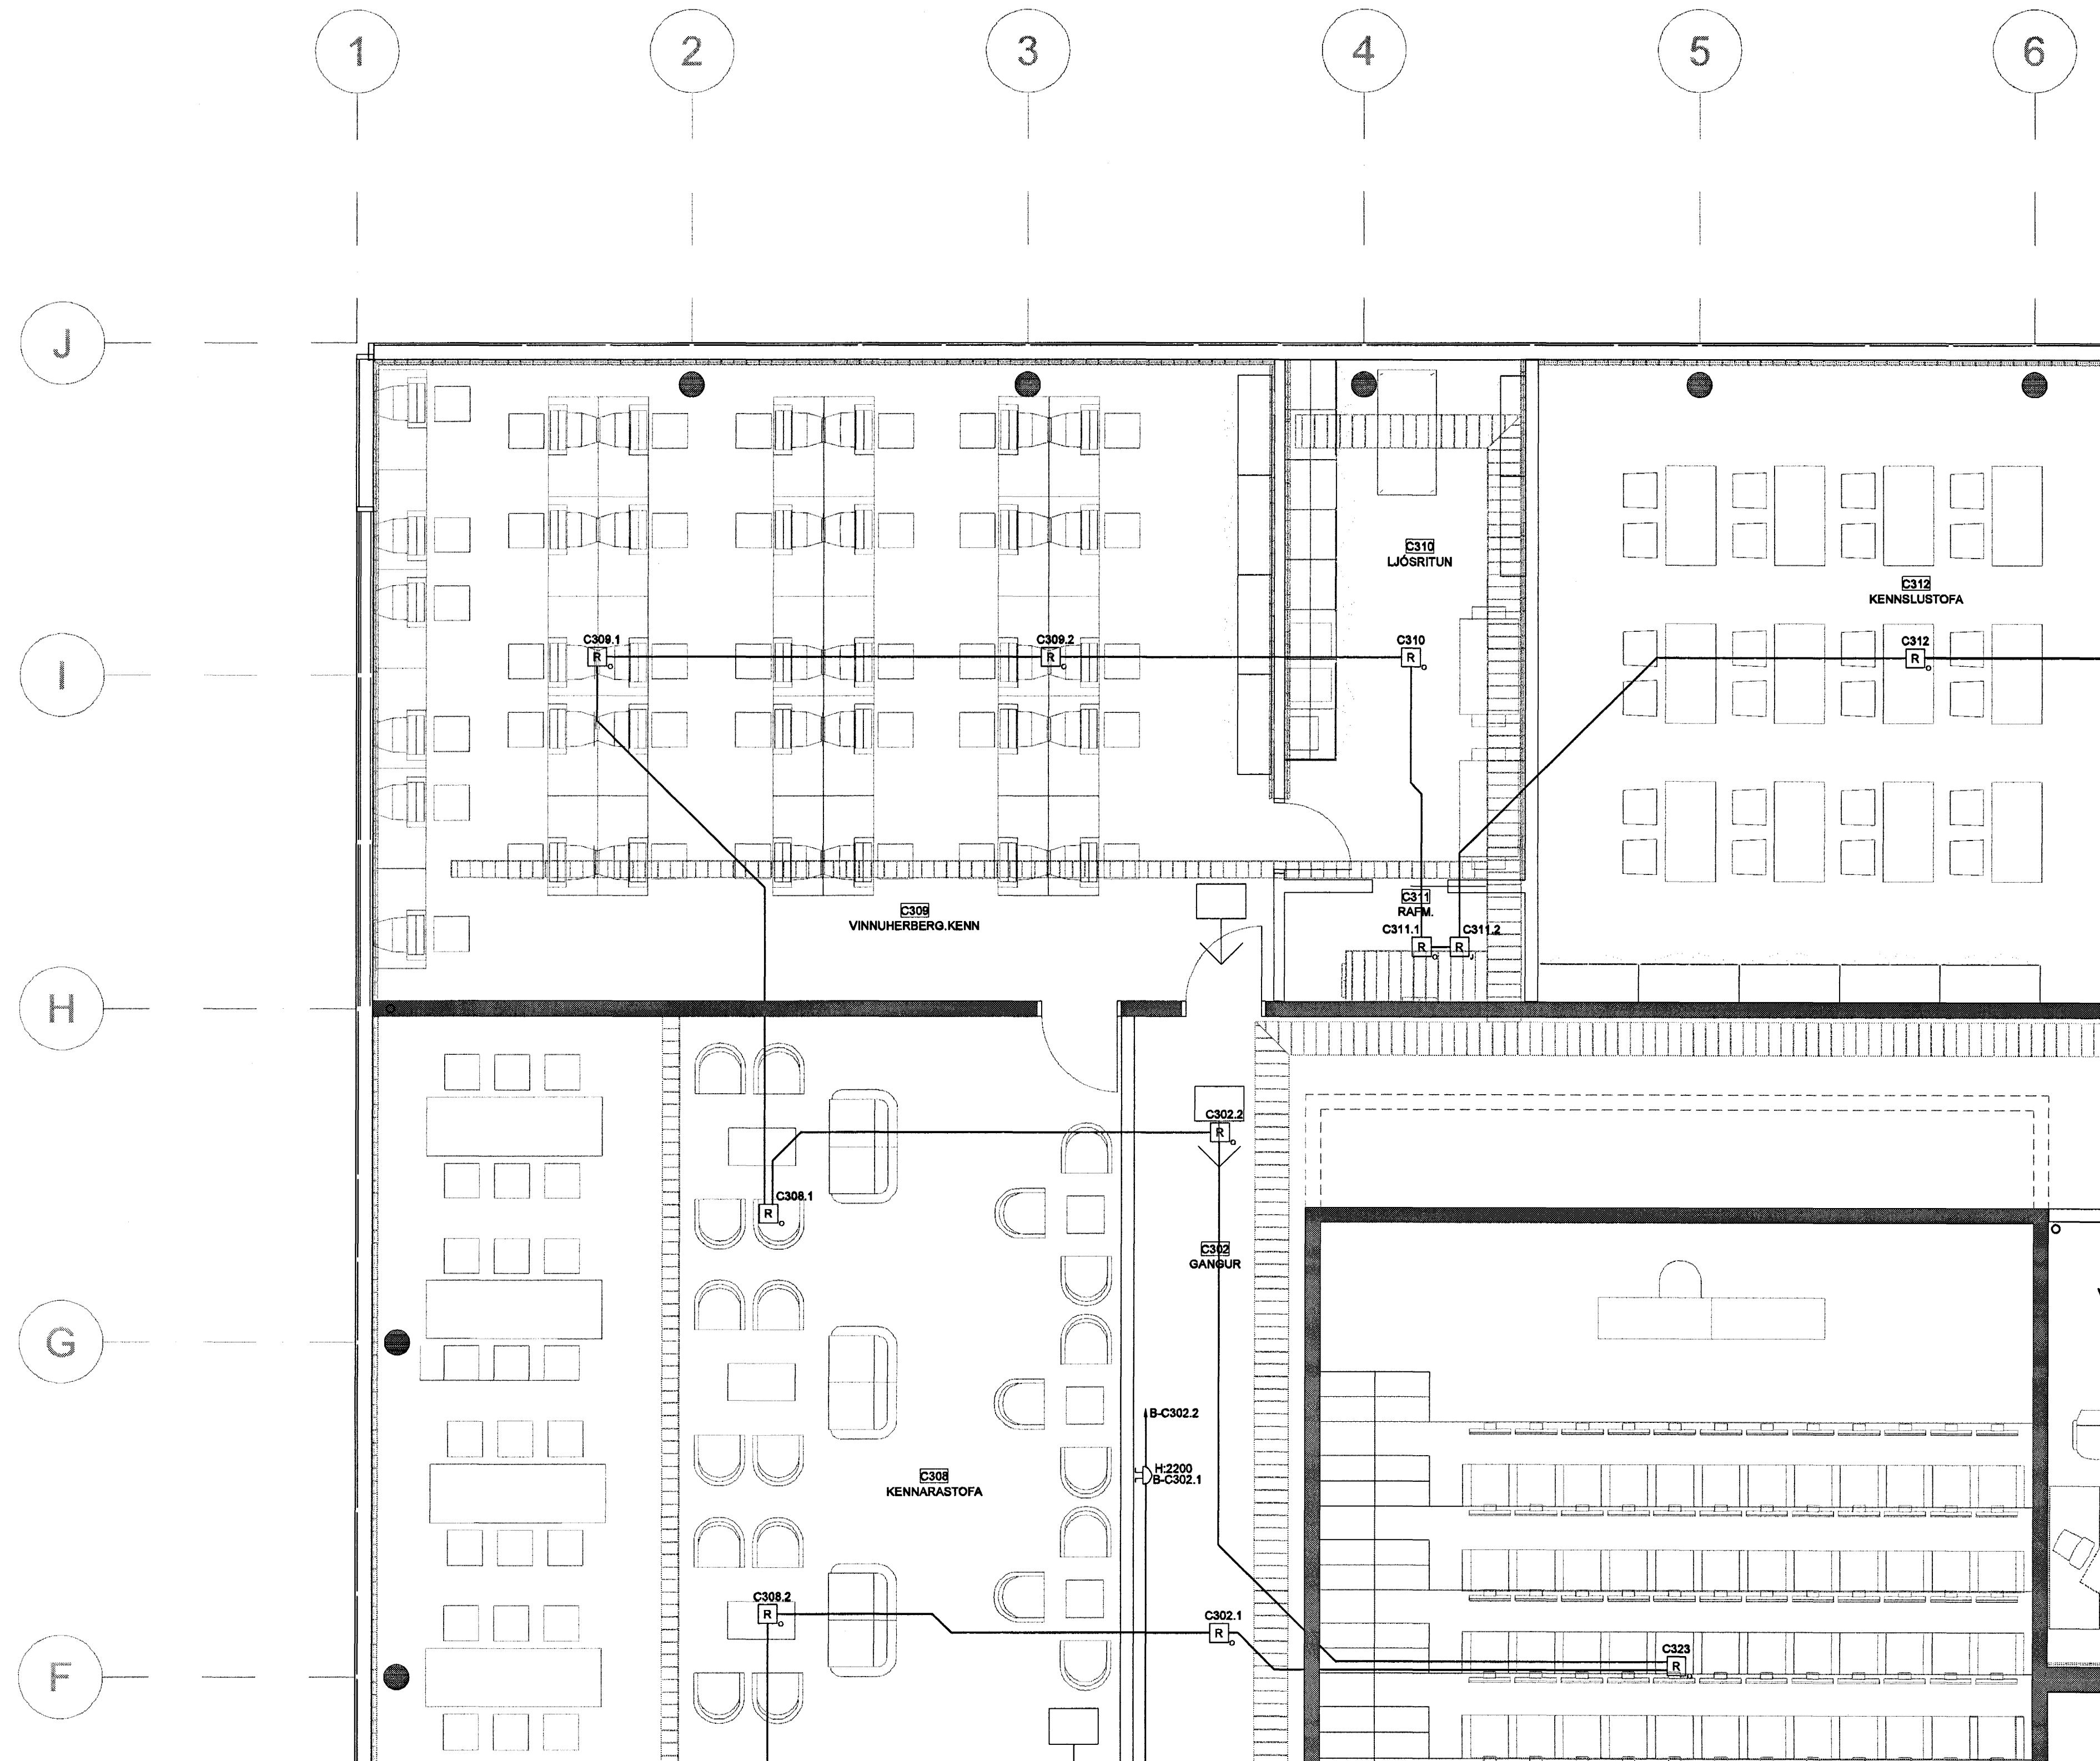 1 2 3 4 5 6
J
C310
LJÓSRITUN
C312
KENNSLUSTOFA
C309.1 C309.2 C310 C312
R R R R
I
C309
VINNUHERBERG.KENN
C311
RAFM.
C311.1 C311.2
R R
H
C302.2
R
C308.1
R
C302
GANGUR
G
B-C302.2
H:2200
B-C302.1
C308
KENNARASTOFA
C308.2
R
C302.1
R
C323
R
F